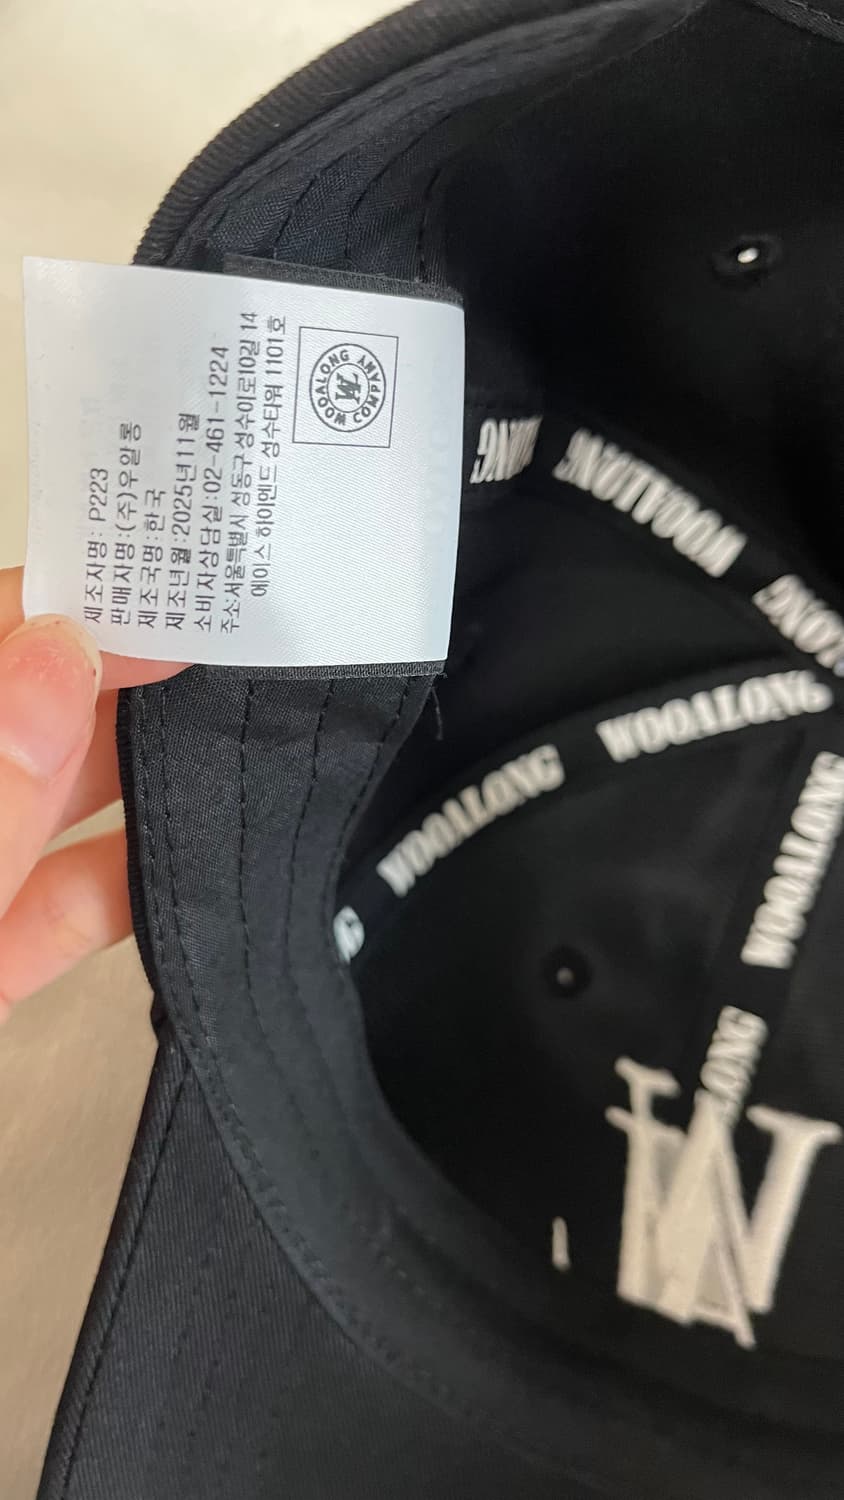 제조자명: P223
판매자명:(주)우알롱
제조국명:한국
제조년월:2025년11월
소비자상담실:02-461-1224
주소:서울특별시 성동구 성수이로10길 14
에이스 하이엔드 성수타워 1101호
WOOALONG COMPANY
WOOALONG
WOOALONG
WOOALONG
WOOALONG